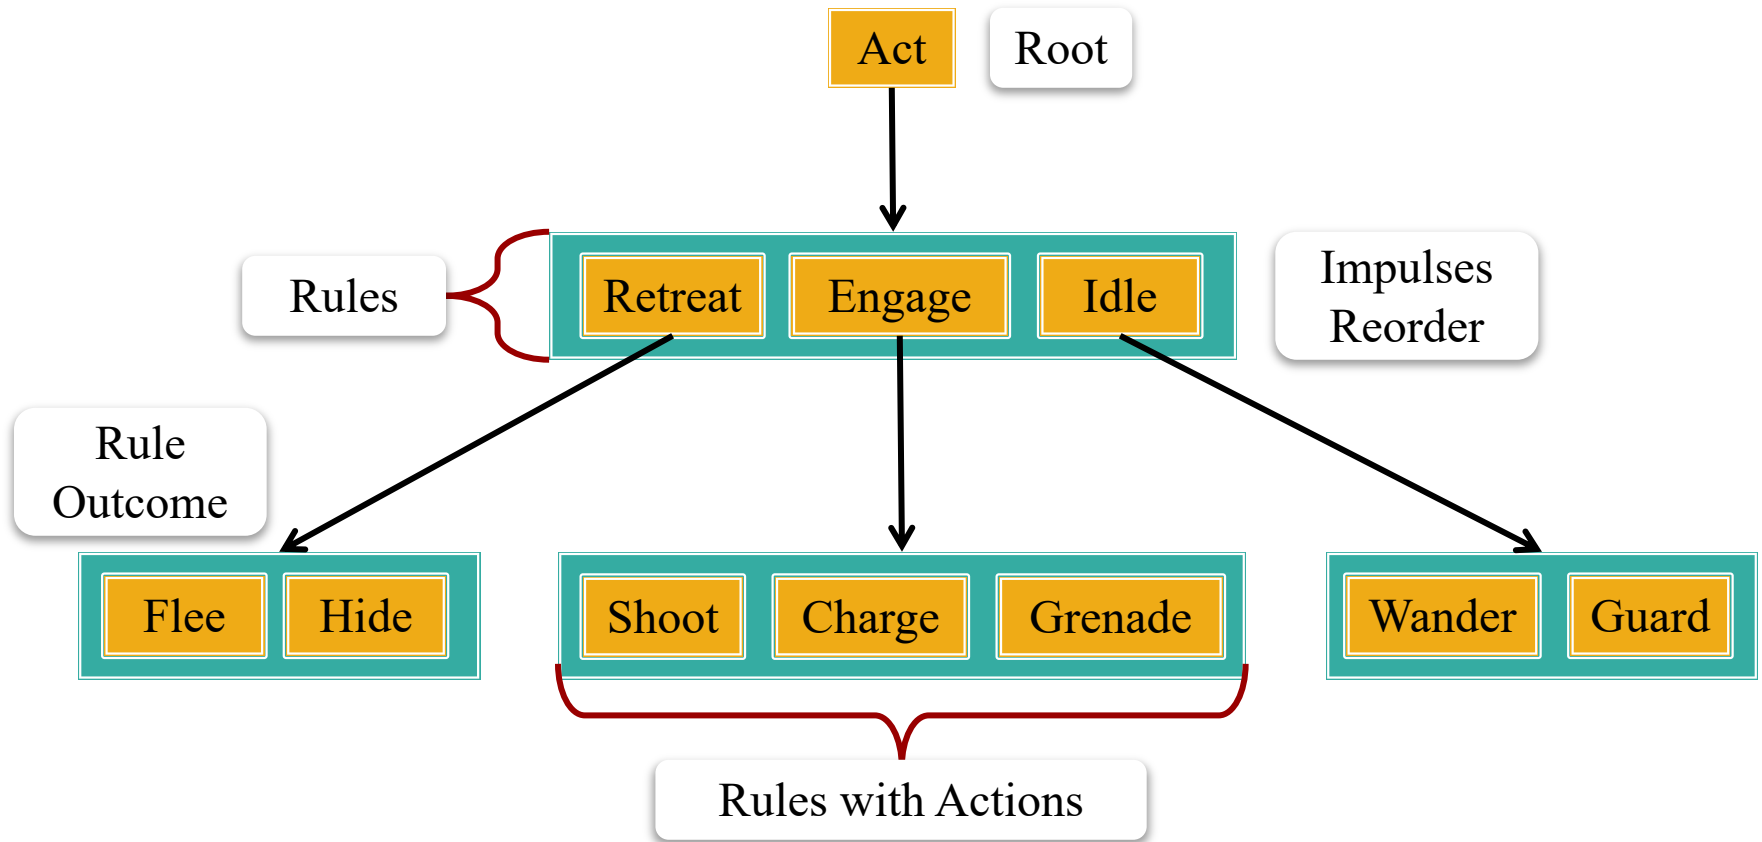 Act
Root
Rules
Retreat
Engage
Idle
Impulses
Reorder
Rule
Outcome
Flee
Hide
Shoot
Charge
Grenade
Wander
Guard
Rules with Actions